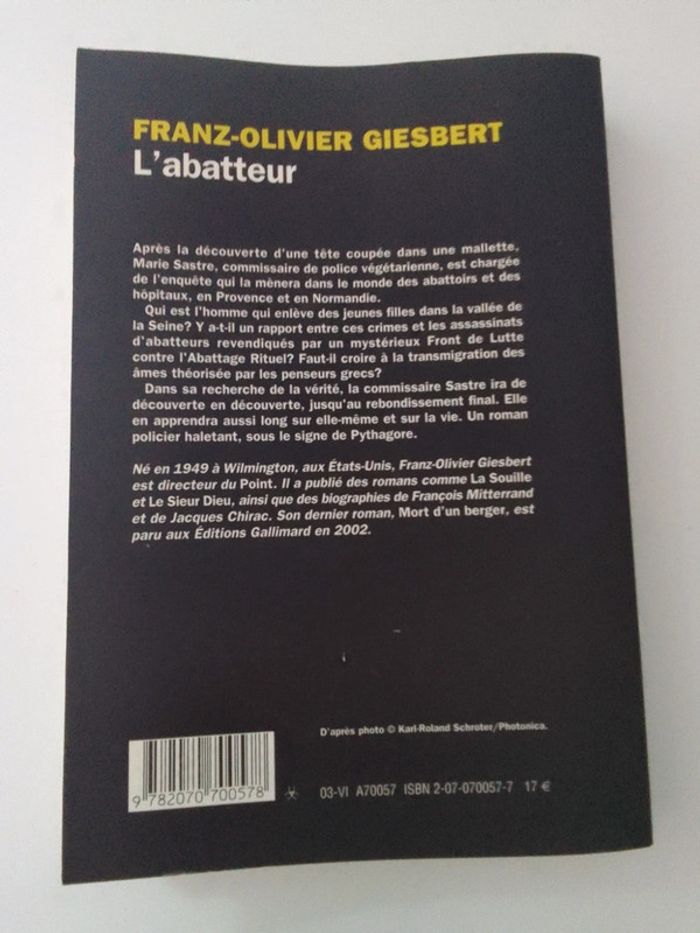 FRANZ-OLIVIER GIESBERT
L'abatteur
Après la découverte d'une tête coupée dans une mallette,
Marie Sastre, commissaire de police végétarienne, est chargée
de l'enquête qui la mènera dans le monde des abattoirs et des
hôpitaux, en Provence et en Normandie.
Qui est l'homme qui enlève des jeunes filles dans la vallée de
la Seine? Y a-t-il un rapport entre ces crimes et les assassinats
d'abatteurs revendiqués par un mystérieux Front de Lutte
contre l'Abattage Rituel? Faut-il croire à la transmigration des
âmes théorisée par les penseurs grecs?
Dans sa recherche de la vérité, la commissaire Sastre ira de
découverte en découverte, jusqu'au rebondissement final. Elle
en apprendra aussi long sur elle-même et sur la vie. Un roman
policier haletant, sous le signe de Pythagore.
Né en 1949 à Wilmington, aux États-Unis, Franz-Olivier Giesbert
est directeur du Point. Il a publié des romans comme La Souille
et Le Sieur Dieu, ainsi que des biographies de François Mitterrand
et de Jacques Chirac. Son dernier roman, Mort d'un berger, est
paru aux Éditions Gallimard en 2002.
D'après photo © Karl-Roland Schroter/Photonica.
9 782070 700578
03-VI A70057 ISBN 2-07-070057-7 17 €